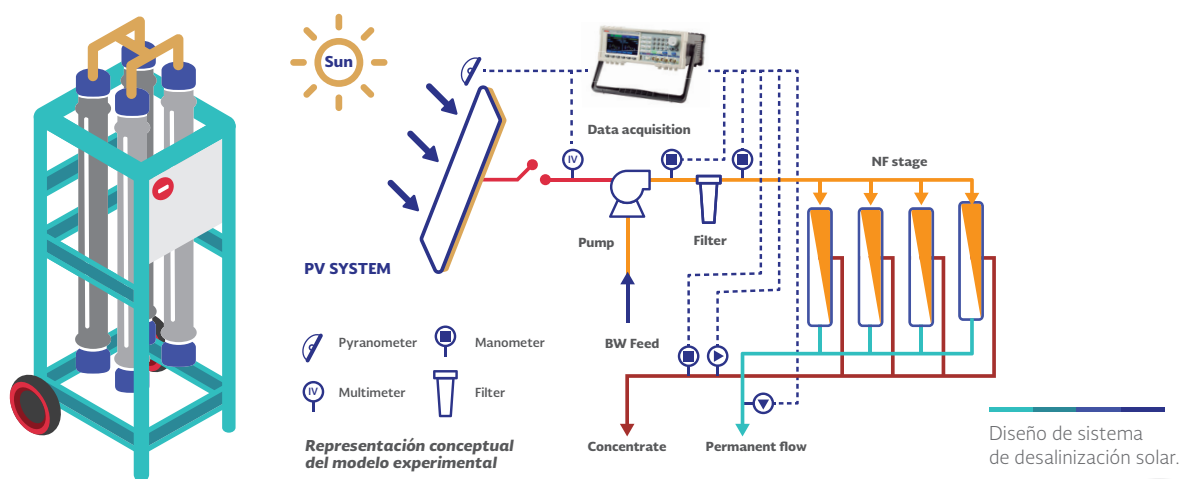 Sun
Data acquisition
IV
NF stage
Pump
Filter
PV SYSTEM
BW Feed
Pyranometer
Manometer
IV
Multimeter
Filter
Representación conceptual
del modelo experimental
Concentrate
Permanent flow
Diseño de sistema
de desalinización solar.